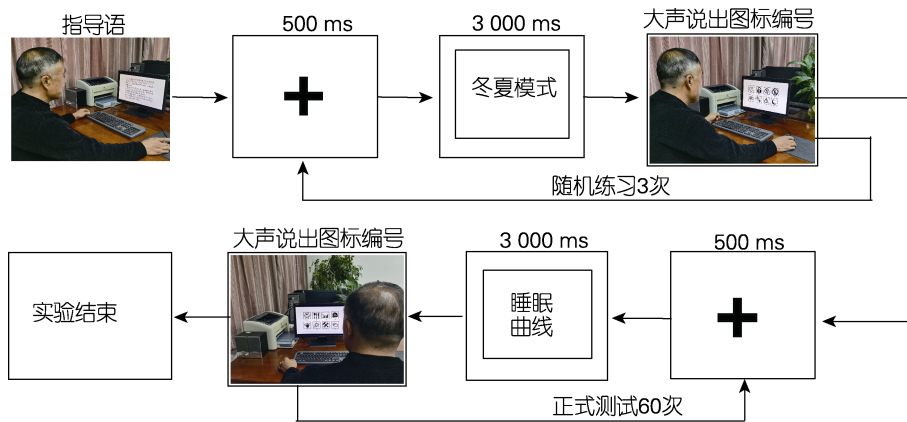 指导语
500 ms
3 000 ms
大声说出图标编号
冬夏模式
随机练习3次
大声说出图标编号
3 000 ms
500 ms
实验结束
睡眠
曲线
正式测试60次